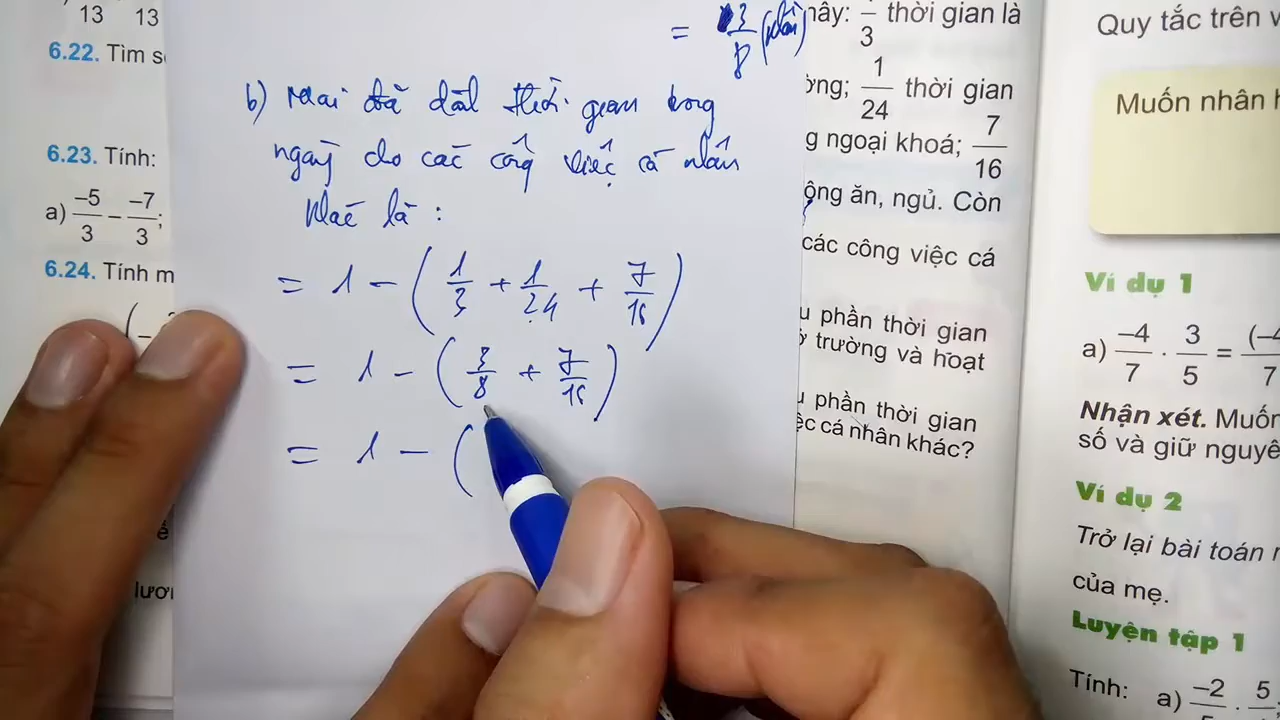 13 13
6.22. Tìm s
6.23. Tính:
a) -5/3 - -7/3;
6.24. Tính m
lươ
= 3/8 (phần)
b) Mai đã dành thời gian trong
ngày cho các công việc cá nhân
khác là :
= 1 - (1/3 + 1/24 + 7/16)
= 1 - (3/8 + 7/16)
= 1 - (
này: 1/3 thời gian là
ờng; 1/24 thời gian
g ngoại khoá; 7/16
ộng ăn, ngủ. Còn
các công việc cá
u phần thời gian
ở trường và hoạt
u phần thời gian
ệc cá nhân khác?
Quy tắc trên v
Muốn nhân h
Ví dụ 1
a) -4/7 . 3/5 = (-4 7
Nhận xét. Muốn
số và giữ nguyê
Ví dụ 2
Trở lại bài toán
của mẹ.
Luyện tập 1
Tính: a) -2 . 5